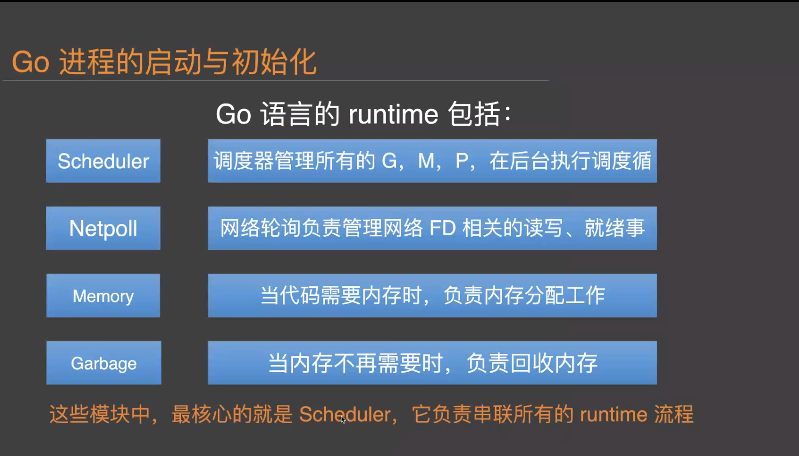 Go 进程的启动与初始化
Go 语言的 runtime 包括：
Scheduler
调度器管理所有的 G，M，P，在后台执行调度循
Netpoll
网络轮询负责管理网络 FD 相关的读写、就绪事
Memory
当代码需要内存时，负责内存分配工作
Garbage
当内存不再需要时，负责回收内存
这些模块中，最核心的就是 Scheduler，它负责串联所有的 runtime 流程